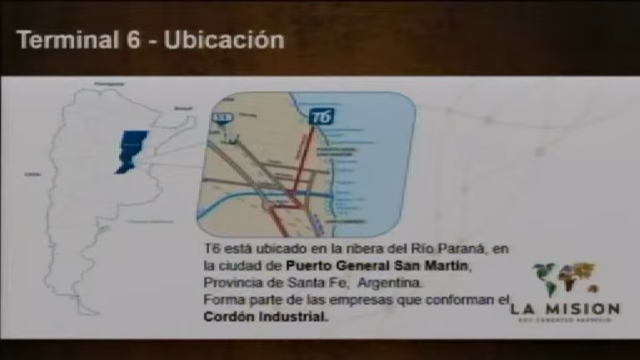 Terminal 6 - Ubicación
T6
T6 está ubicado en la ribera del Río Paraná, en
la ciudad de Puerto General San Martín,
Provincia de Santa Fe, Argentina.
Forma parte de las empresas que conforman el
Cordón Industrial.
LA MISION